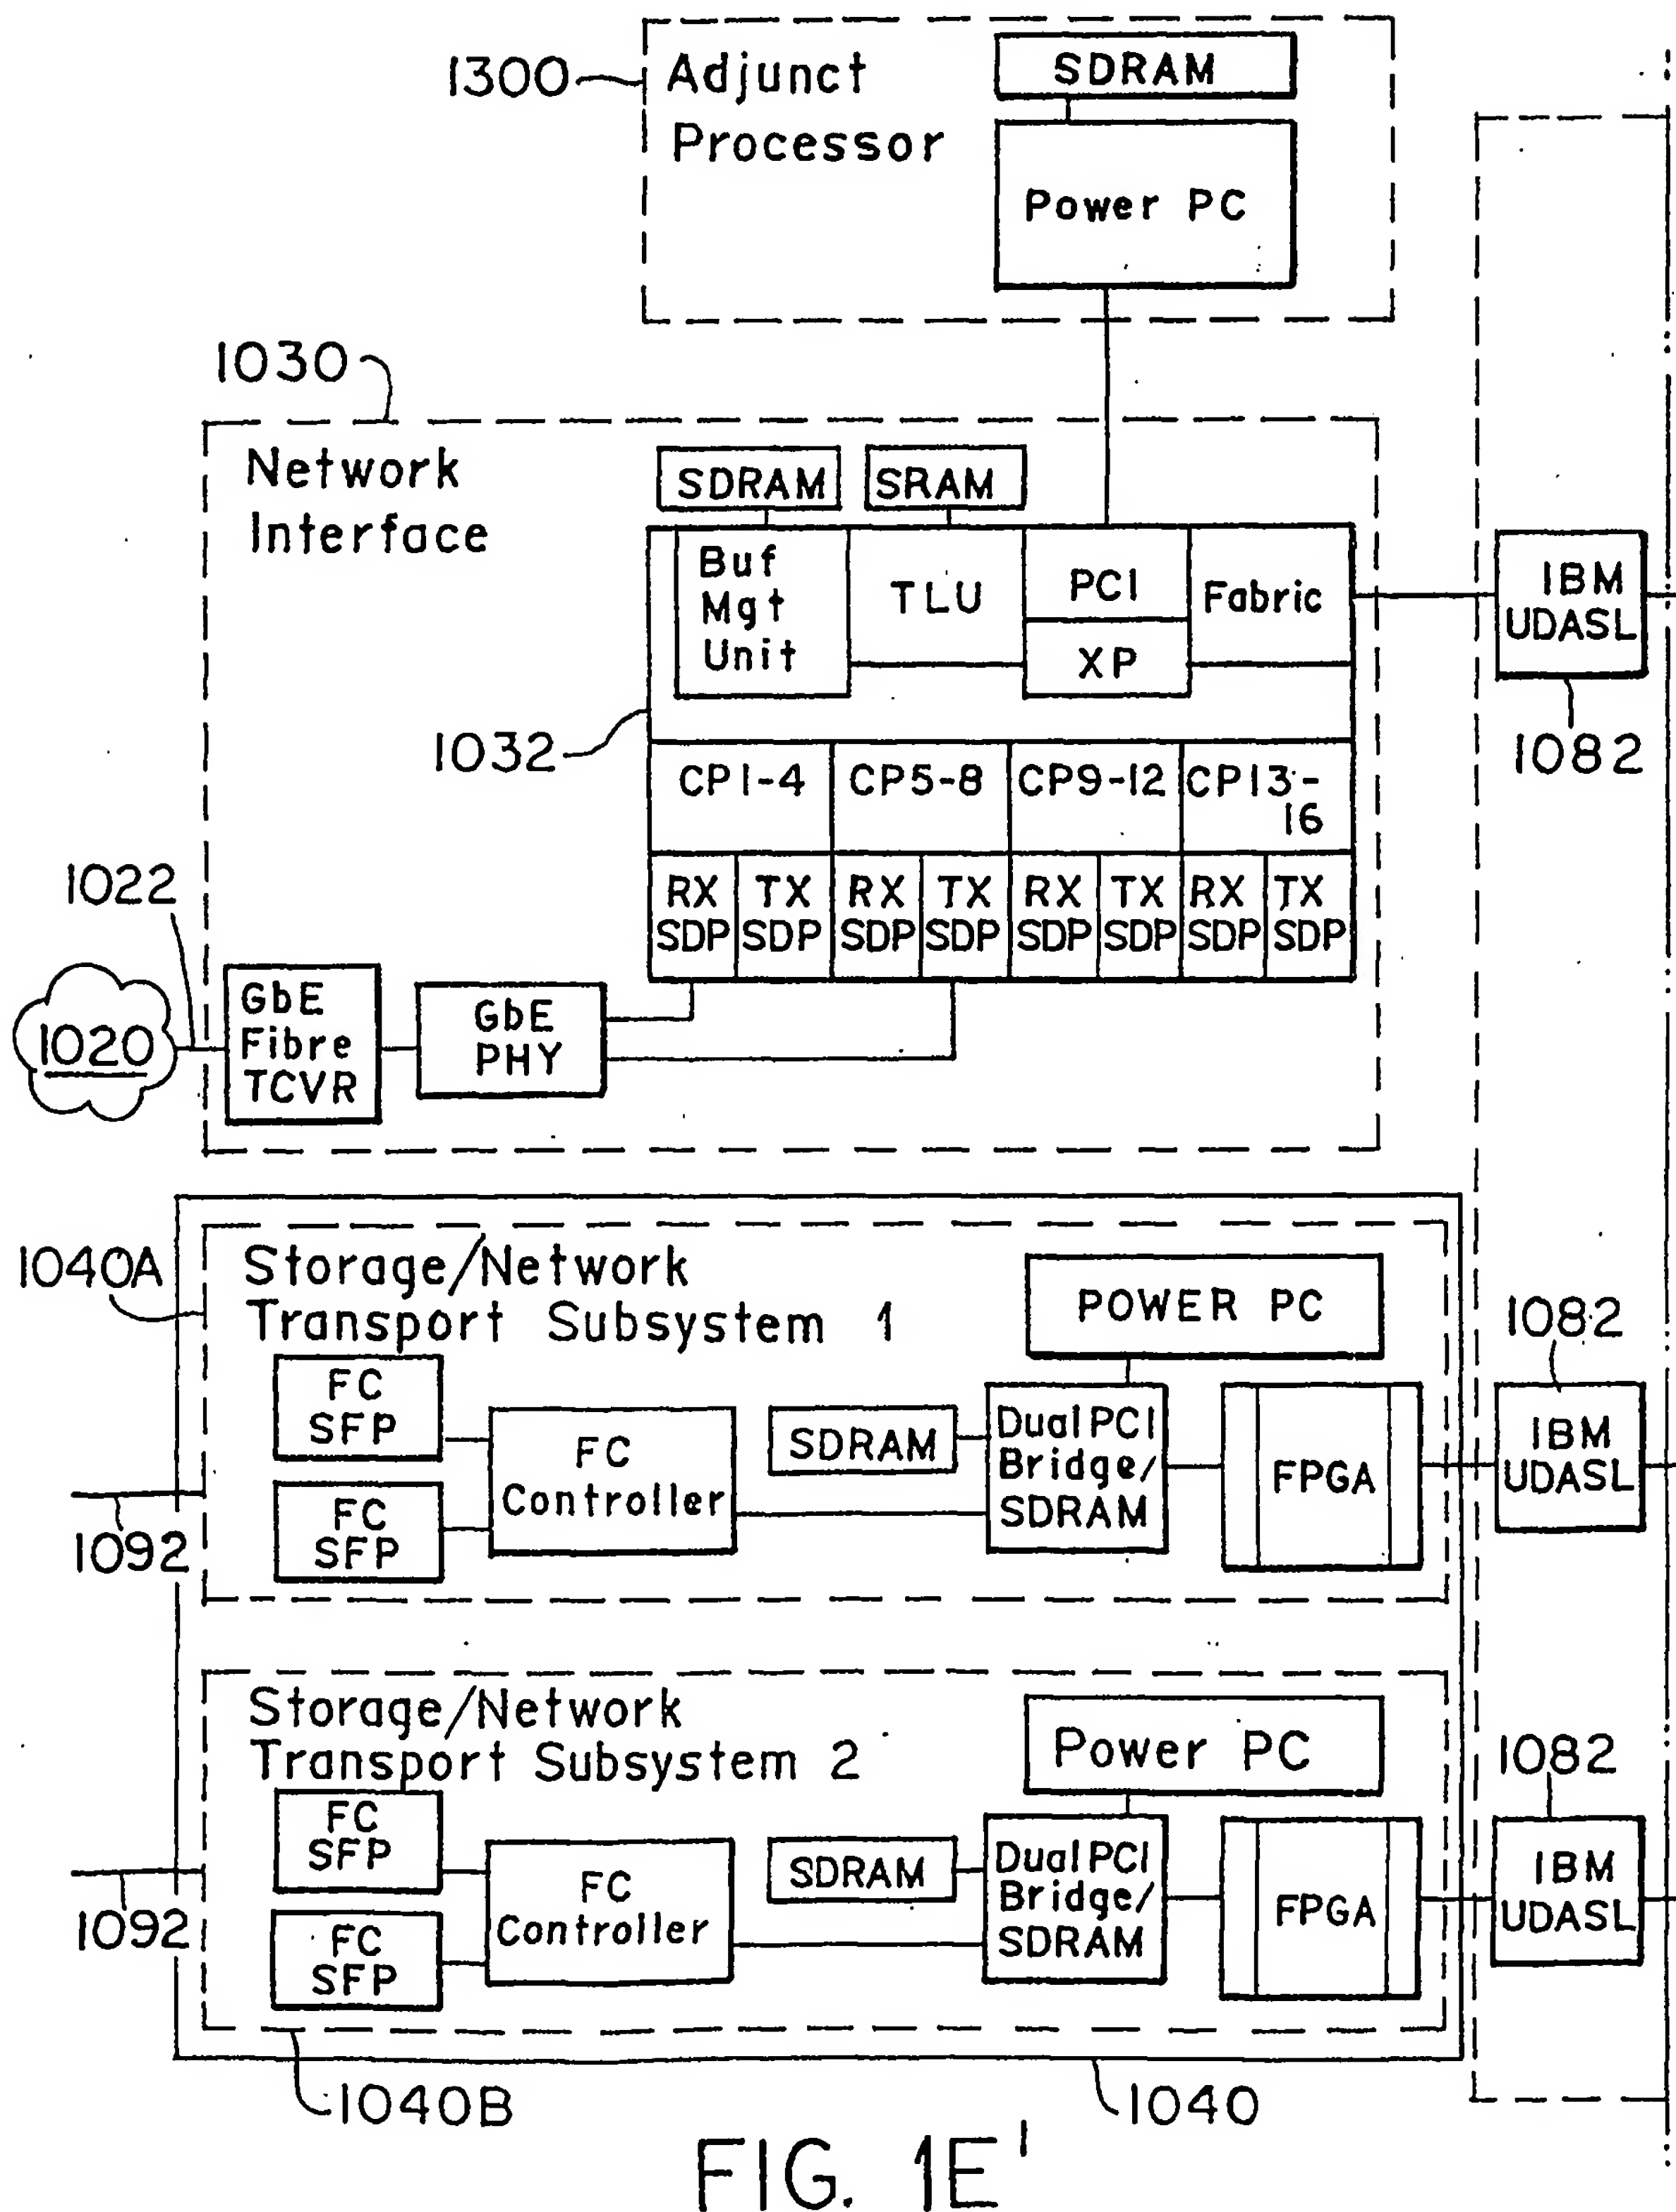 1300
Adjunct
Processor
SDRAM
Power PC
1030
Network
Interface
SDRAM
SRAM
Buf
Mgt
Unit
TLU
PCI
XP
Fabric
IBM
UDASL
1082
1032
CP1-4
CP5-8
CP9-12
CP13-
16
RX
SDP
TX
SDP
RX
SDP
TX
SDP
RX
SDP
TX
SDP
RX
SDP
TX
SDP
1022
1020
GbE
Fibre
TCVR
GbE
PHY
1040A
Storage/Network
Transport Subsystem 1
POWER PC
1082
FC
SFP
FC
SFP
FC
Controller
SDRAM
Dual PCI
Bridge/
SDRAM
FPGA
IBM
UDASL
1092
Storage/Network
Transport Subsystem 2
Power PC
1082
FC
SFP
FC
SFP
FC
Controller
SDRAM
Dual PCI
Bridge/
SDRAM
FPGA
IBM
UDASL
1092
1040B
1040
FIG. 1E'